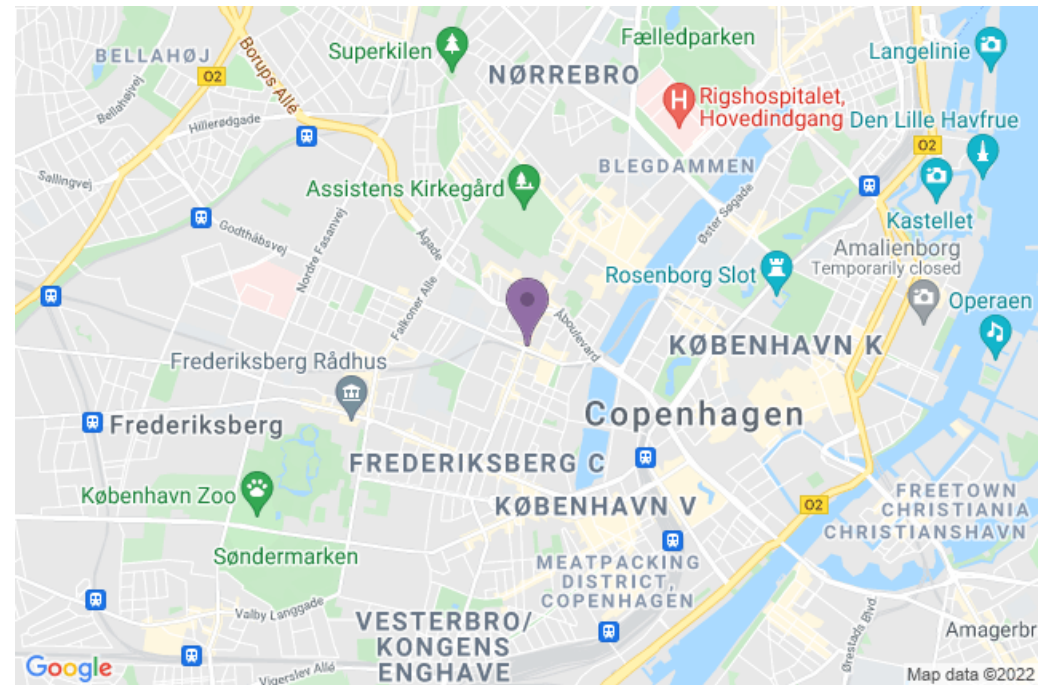 BELLAHØJ
Borups Allé
O2
Bellahøjvej
Superkilen
Fælledparken
NØRREBRO
Langelinie
Hillerødgade
H
Rigshospitalet,
Hovedindgang
Den Lille Havfrue
O2
Sallingvej
BLEGDAMMEN
Assistens Kirkegård
Kastellet
Godthåbsvej
Nordre Fasanvej
Ågade
Øster Søgade
Amalienborg
Temporarily closed
Rosenborg Slot
Operaen
Falkoner Alle
Åboulevard
KØBENHAVN K
Frederiksberg Rådhus
Frederiksberg
Copenhagen
FREDERIKSBERG C
København Zoo
KØBENHAVN V
O2
FREETOWN
CHRISTIANIA
CHRISTIANSHAVN
Søndermarken
MEATPACKING
DISTRICT,
COPENHAGEN
Valby Langgade
VESTERBRO/
KONGENS
ENGHAVE
Ørestads Blvd.
Amagerbr
Google
Vigerslev Allé
Map data ©2022